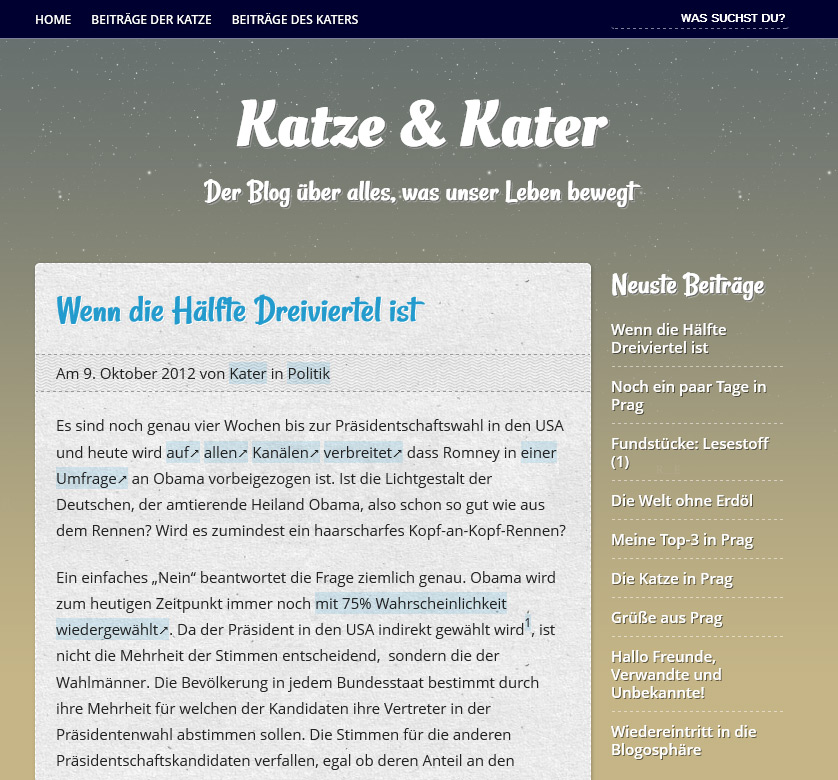 HOME BEITRÄGE DER KATZE BEITRÄGE DES KATERS WAS SUCHST DU?
Katze & Kater
Der Blog über alles, was unser Leben bewegt
Wenn die Hälfte Dreiviertel ist
Am 9. Oktober 2012 von Kater in Politik
Es sind noch genau vier Wochen bis zur Präsidentschaftswahl in den USA
und heute wird auf↗ allen↗ Kanälen↗ verbreitet↗ dass Romney in einer
Umfrage↗ an Obama vorbeigezogen ist. Ist die Lichtgestalt der
Deutschen, der amtierende Heiland Obama, also schon so gut wie aus
dem Rennen? Wird es zumindest ein haarscharfes Kopf-an-Kopf-Rennen?
Ein einfaches „Nein“ beantwortet die Frage ziemlich genau. Obama wird
zum heutigen Zeitpunkt immer noch mit 75% Wahrscheinlichkeit
wiedergewählt↗. Da der Präsident in den USA indirekt gewählt wird¹, ist
nicht die Mehrheit der Stimmen entscheidend,  sondern die der
Wahlmänner. Die Bevölkerung in jedem Bundesstaat bestimmt durch
ihre Mehrheit für welchen der Kandidaten ihre Vertreter in der
Präsidentenwahl abstimmen sollen. Die Stimmen für die anderen
Präsidentschaftskandidaten verfallen, egal ob deren Anteil an den
Neuste Beiträge
Wenn die Hälfte
Dreiviertel ist
Noch ein paar Tage in
Prag
Fundstücke: Lesestoff
(1)
Die Welt ohne Erdöl
Meine Top-3 in Prag
Die Katze in Prag
Grüße aus Prag
Hallo Freunde,
Verwandte und
Unbekannte!
Wiedereintritt in die
Blogosphäre